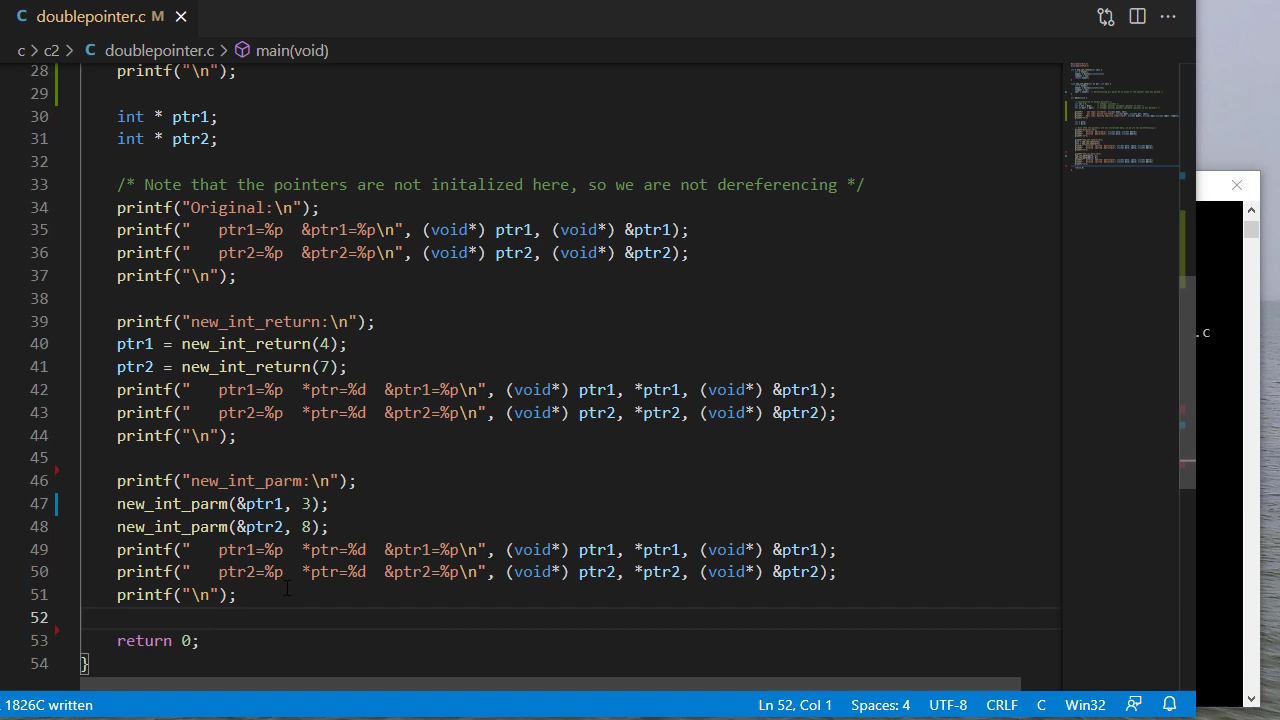 C doublepointer.c M
c > c2 > C doublepointer.c > main(void)
28 printf("\n");
29
30 int * ptr1;
31 int * ptr2;
32
33 /* Note that the pointers are not initalized here, so we are not dereferencing */
34 printf("Original:\n");
35 printf("   ptr1=%p  &ptr1=%p\n", (void*) ptr1, (void*) &ptr1);
36 printf("   ptr2=%p  &ptr2=%p\n", (void*) ptr2, (void*) &ptr2);
37 printf("\n");
38
39 printf("new_int_return:\n");
40 ptr1 = new_int_return(4);
41 ptr2 = new_int_return(7);
42 printf("   ptr1=%p  *ptr=%d  &ptr1=%p\n", (void*) ptr1, *ptr1, (void*) &ptr1);
43 printf("   ptr2=%p  *ptr=%d  &ptr2=%p\n", (void*) ptr2, *ptr2, (void*) &ptr2);
44 printf("\n");
45
46 printf("new_int_parm:\n");
47 new_int_parm(&ptr1, 3);
48 new_int_parm(&ptr2, 8);
49 printf("   ptr1=%p  *ptr=%d  &ptr1=%p\n", (void*) ptr1, *ptr1, (void*) &ptr1);
50 printf("   ptr2=%p  *ptr=%d  &ptr2=%p\n", (void*) ptr2, *ptr2, (void*) &ptr2);
51 printf("\n");
52
53 return 0;
54 }
.c
1826C written Ln 52, Col 1 Spaces: 4 UTF-8 CRLF C Win32